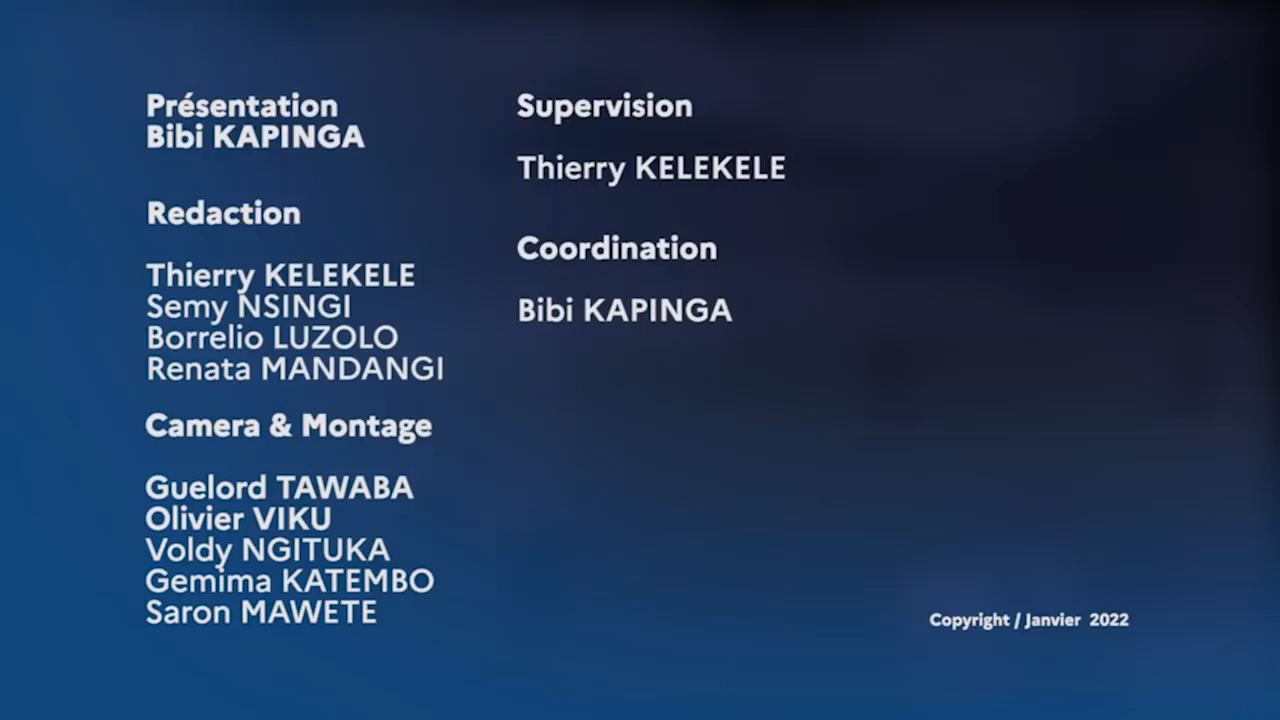 Présentation
Bibi KAPINGA
Redaction
Thierry KELEKELE
Semy NSINGI
Borrelio LUZOLO
Renata MANDANGI
Camera & Montage
Guelord TAWABA
Olivier VIKU
Voldy NGITUKA
Gemima KATEMBO
Saron MAWETE
Supervision
Thierry KELEKELE
Coordination
Bibi KAPINGA
Copyright / Janvier 2022